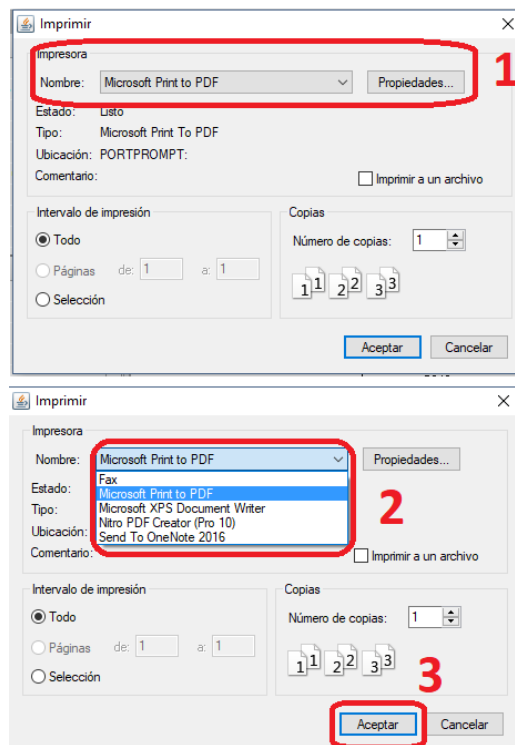 Imprimir
Impresora
Nombre: Microsoft Print to PDF Propiedades...
1
Estado: Listo
Tipo: Microsoft Print To PDF
Ubicación: PORTPROMPT:
Comentario: Imprimir a un archivo
Intervalo de impresión Copias
Todo Número de copias: 1
Páginas de: 1 a: 1
1 1 2 2 3 3
Selección
Aceptar Cancelar
Imprimir
Impresora
Nombre: Microsoft Print to PDF Propiedades...
Fax
Estado: Microsoft Print to PDF
Tipo: Microsoft XPS Document Writer
2
Nitro PDF Creator (Pro 10)
Ubicación: Send To OneNote 2016
Comentario: Imprimir a un archivo
Intervalo de impresión Copias
Todo Número de copias: 1
Páginas de: 1 a: 1
1 1 2 2 3 3
Selección
3
Aceptar Cancelar